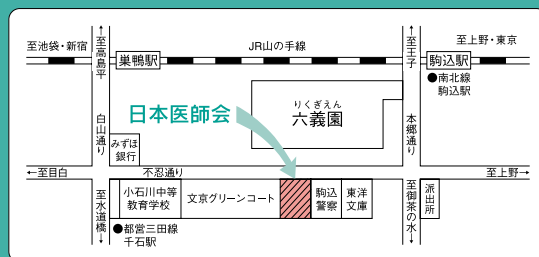 至池袋・新宿
←至高島平
巣鴨駅
JR山の手線
←至王子
駒込駅
至上野・東京
●南北線
駒込駅
日本医師会
りくぎえん
六義園
白山通り
本郷通り
みずほ
銀行
←至目白
不忍通り
至上野→
至水道橋→
小石川中等
教育学校
文京グリーンコート
駒込
警察
東洋
文庫
至御茶の水→
派出所
●都営三田線
千石駅